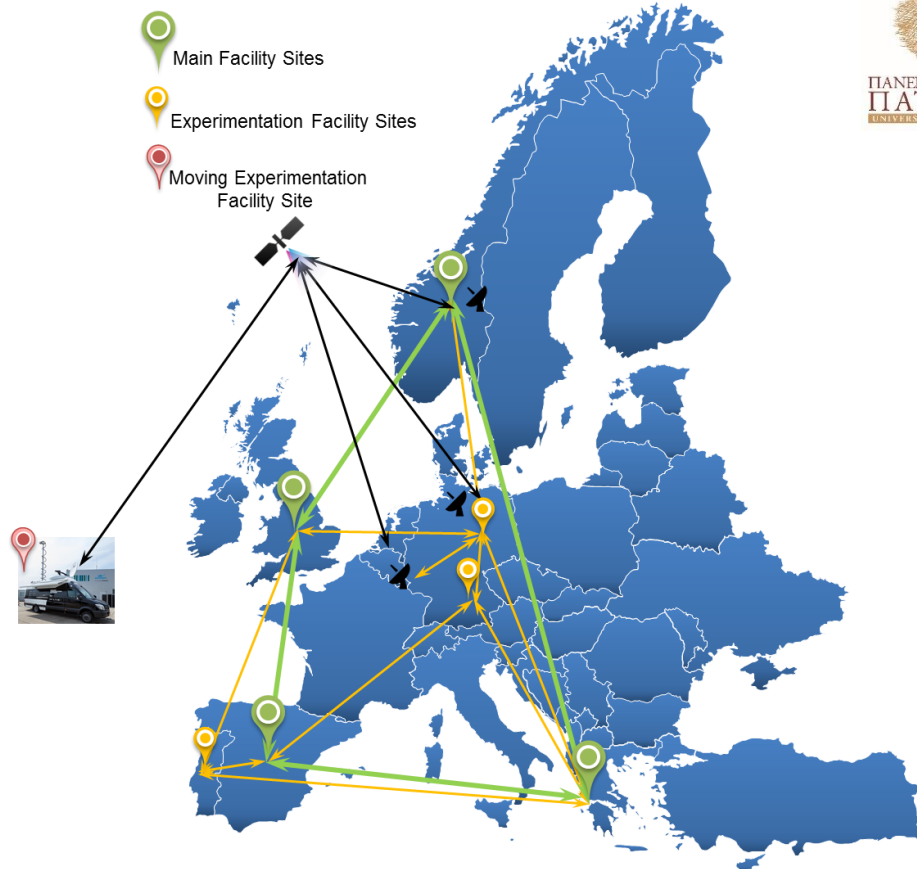 Main Facility Sites
Experimentation Facility Sites
Moving Experimentation
Facility Site